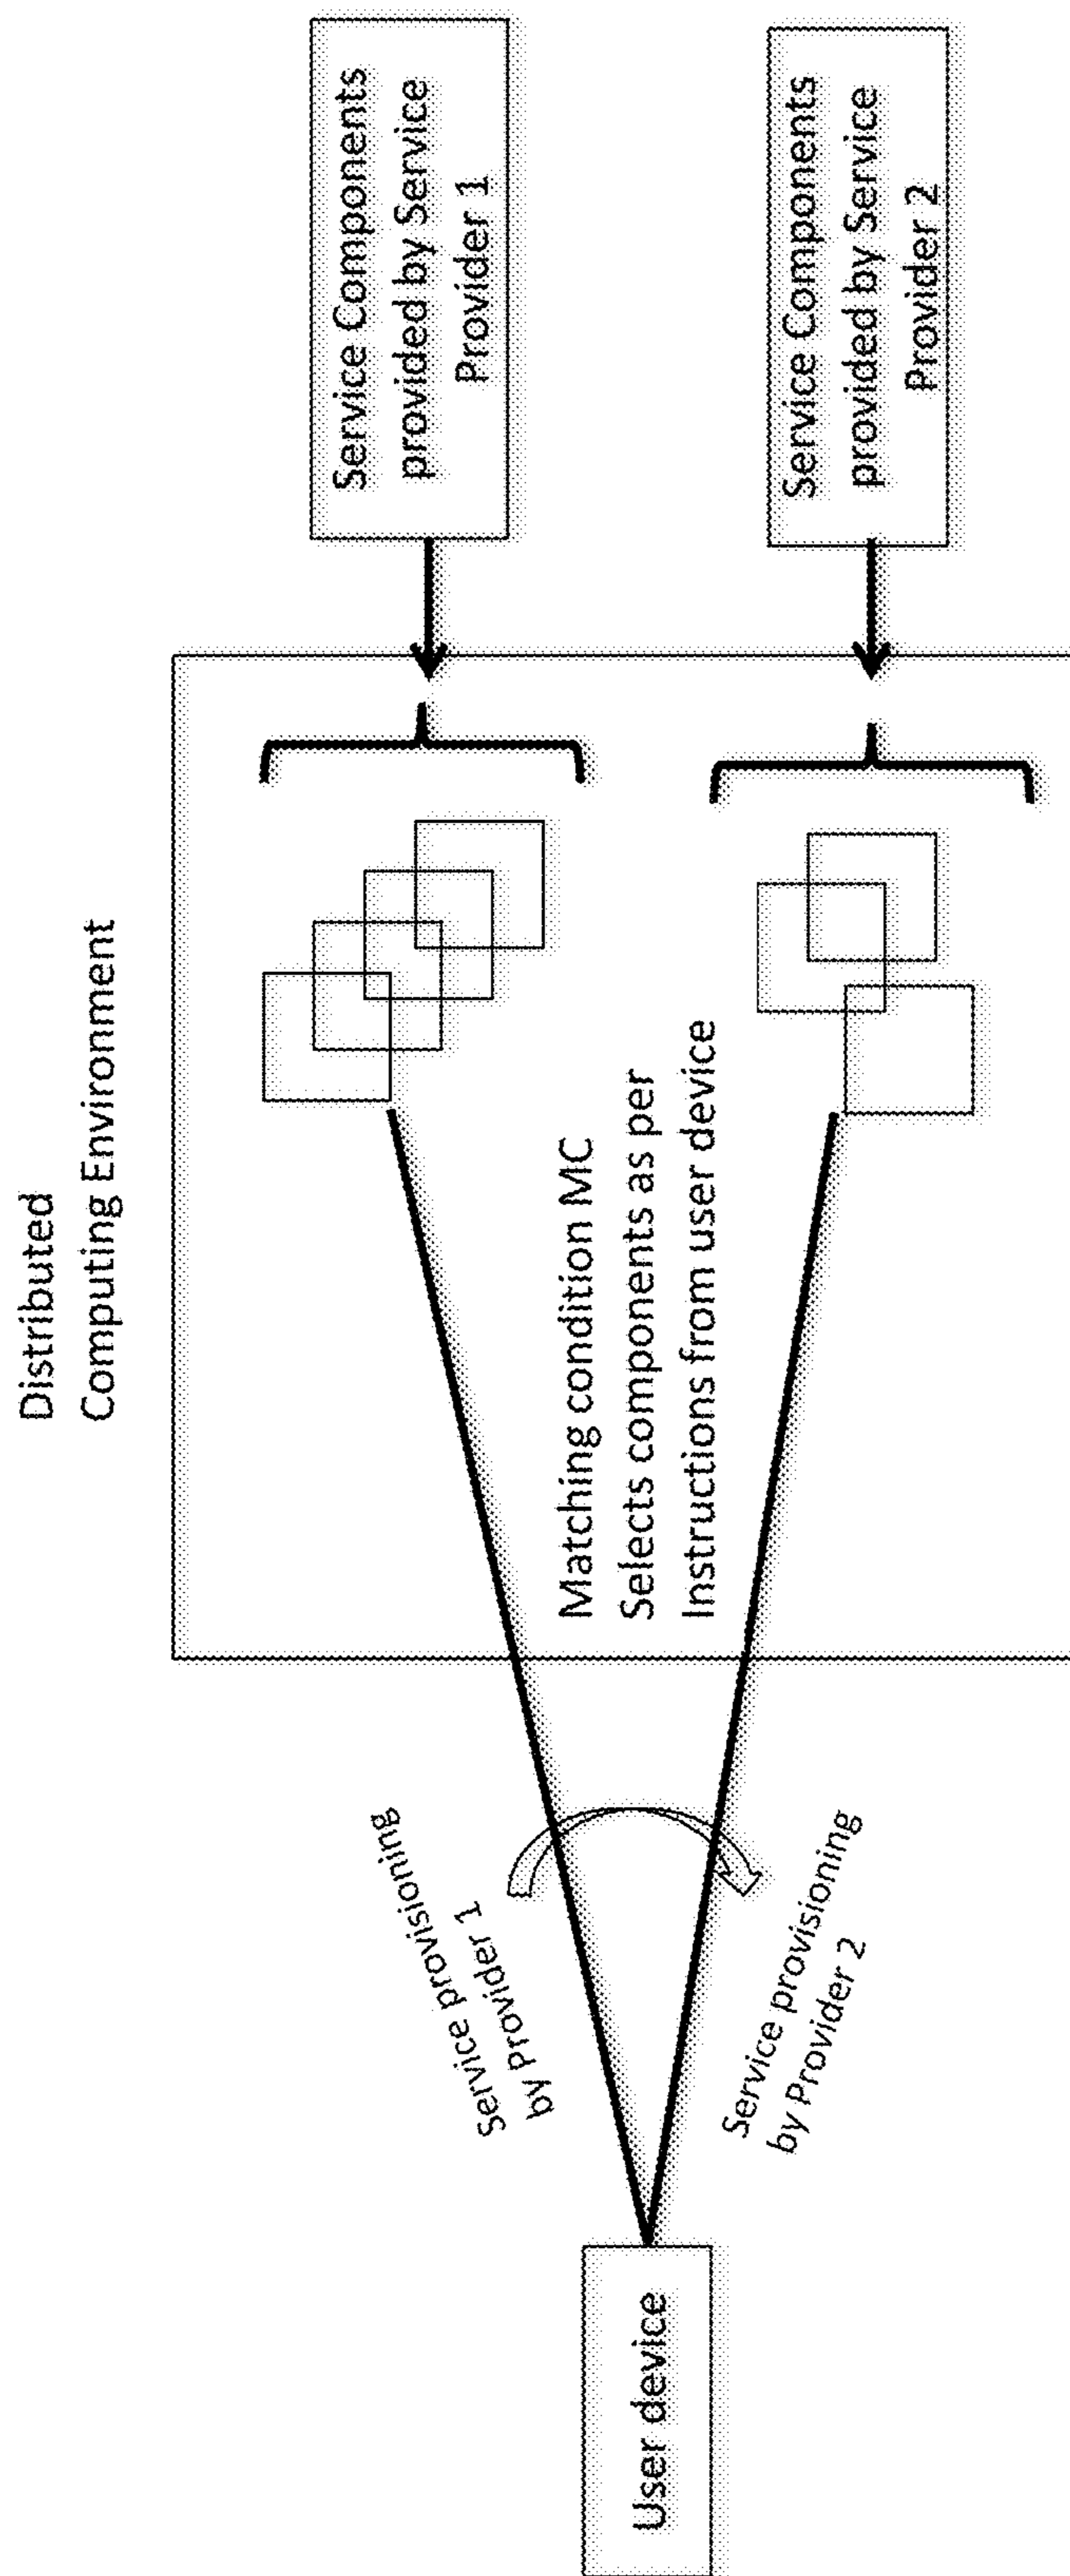 Distributed
Computing Environment
Service Components
provided by Service
Provider 1
Service Components
provided by Service
Provider 2
Matching condition MC
Selects components as per
Instructions from user device
Service provisioning
by Provider 1
Service provisioning
by Provider 2
User device